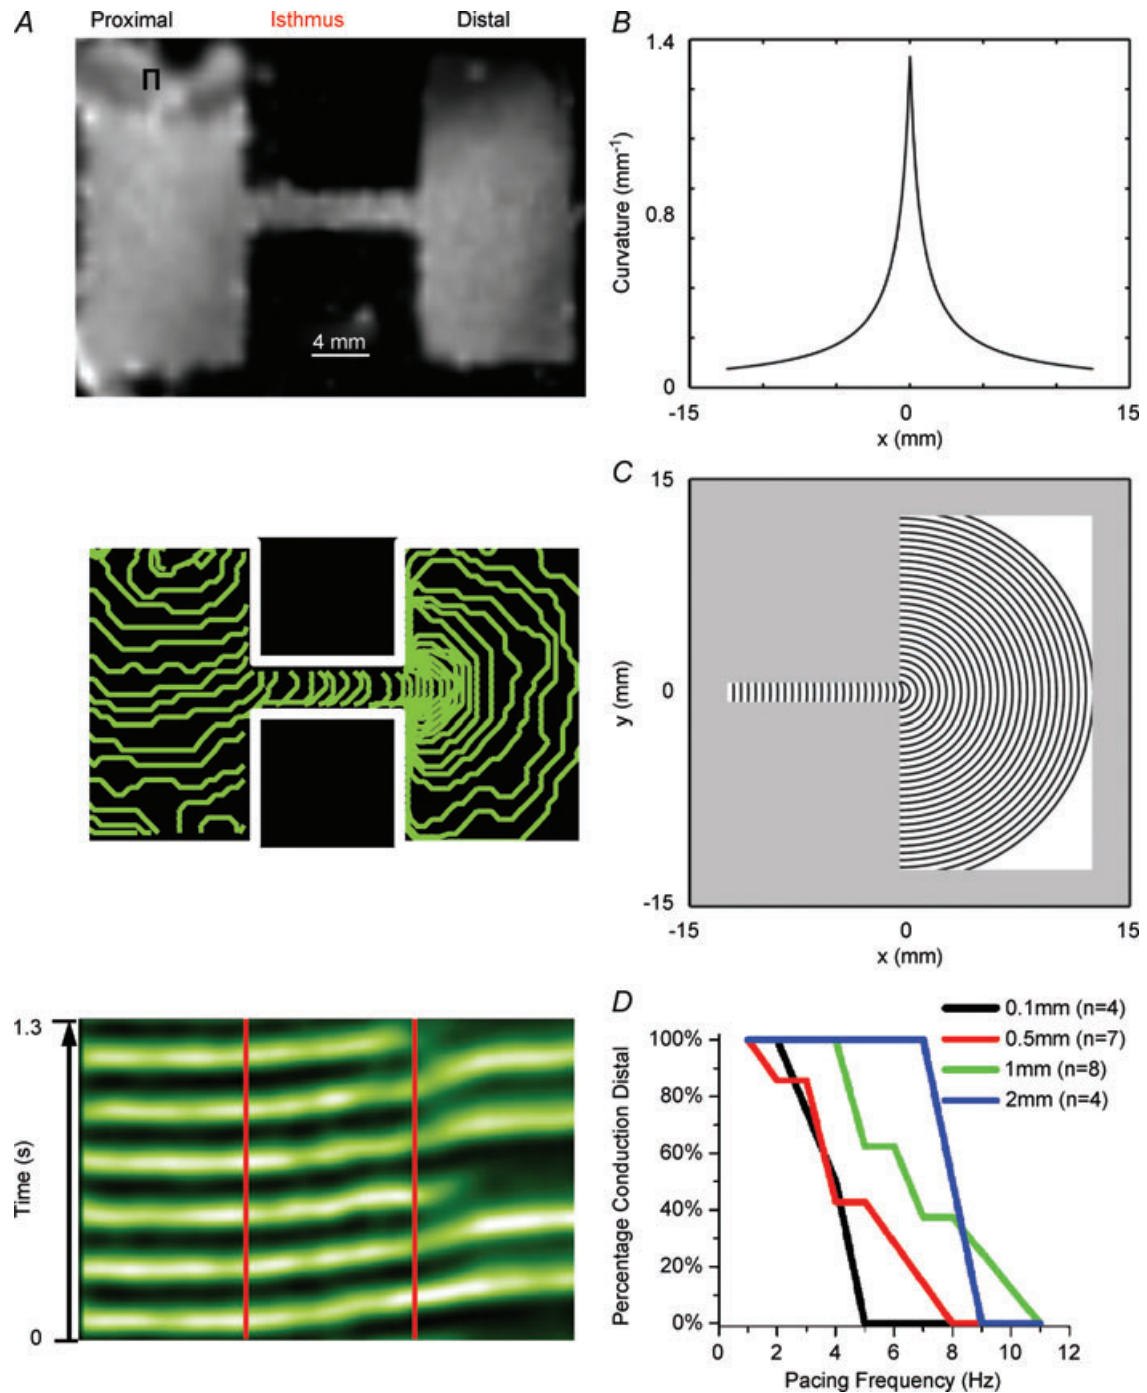 A
Proximal
Isthmus
Distal
П
4 mm
1.3
Time (s)
0
B
1.4
Curvature (mm-1)
0.8
0
-15
0
15
x (mm)
C
15
y (mm)
0
-15
-15
0
15
x (mm)
D
0.1mm (n=4)
0.5mm (n=7)
1mm (n=8)
2mm (n=4)
Percentage Conduction Distal
100%
80%
60%
40%
20%
0%
0 2 4 6 8 10 12
Pacing Frequency (Hz)